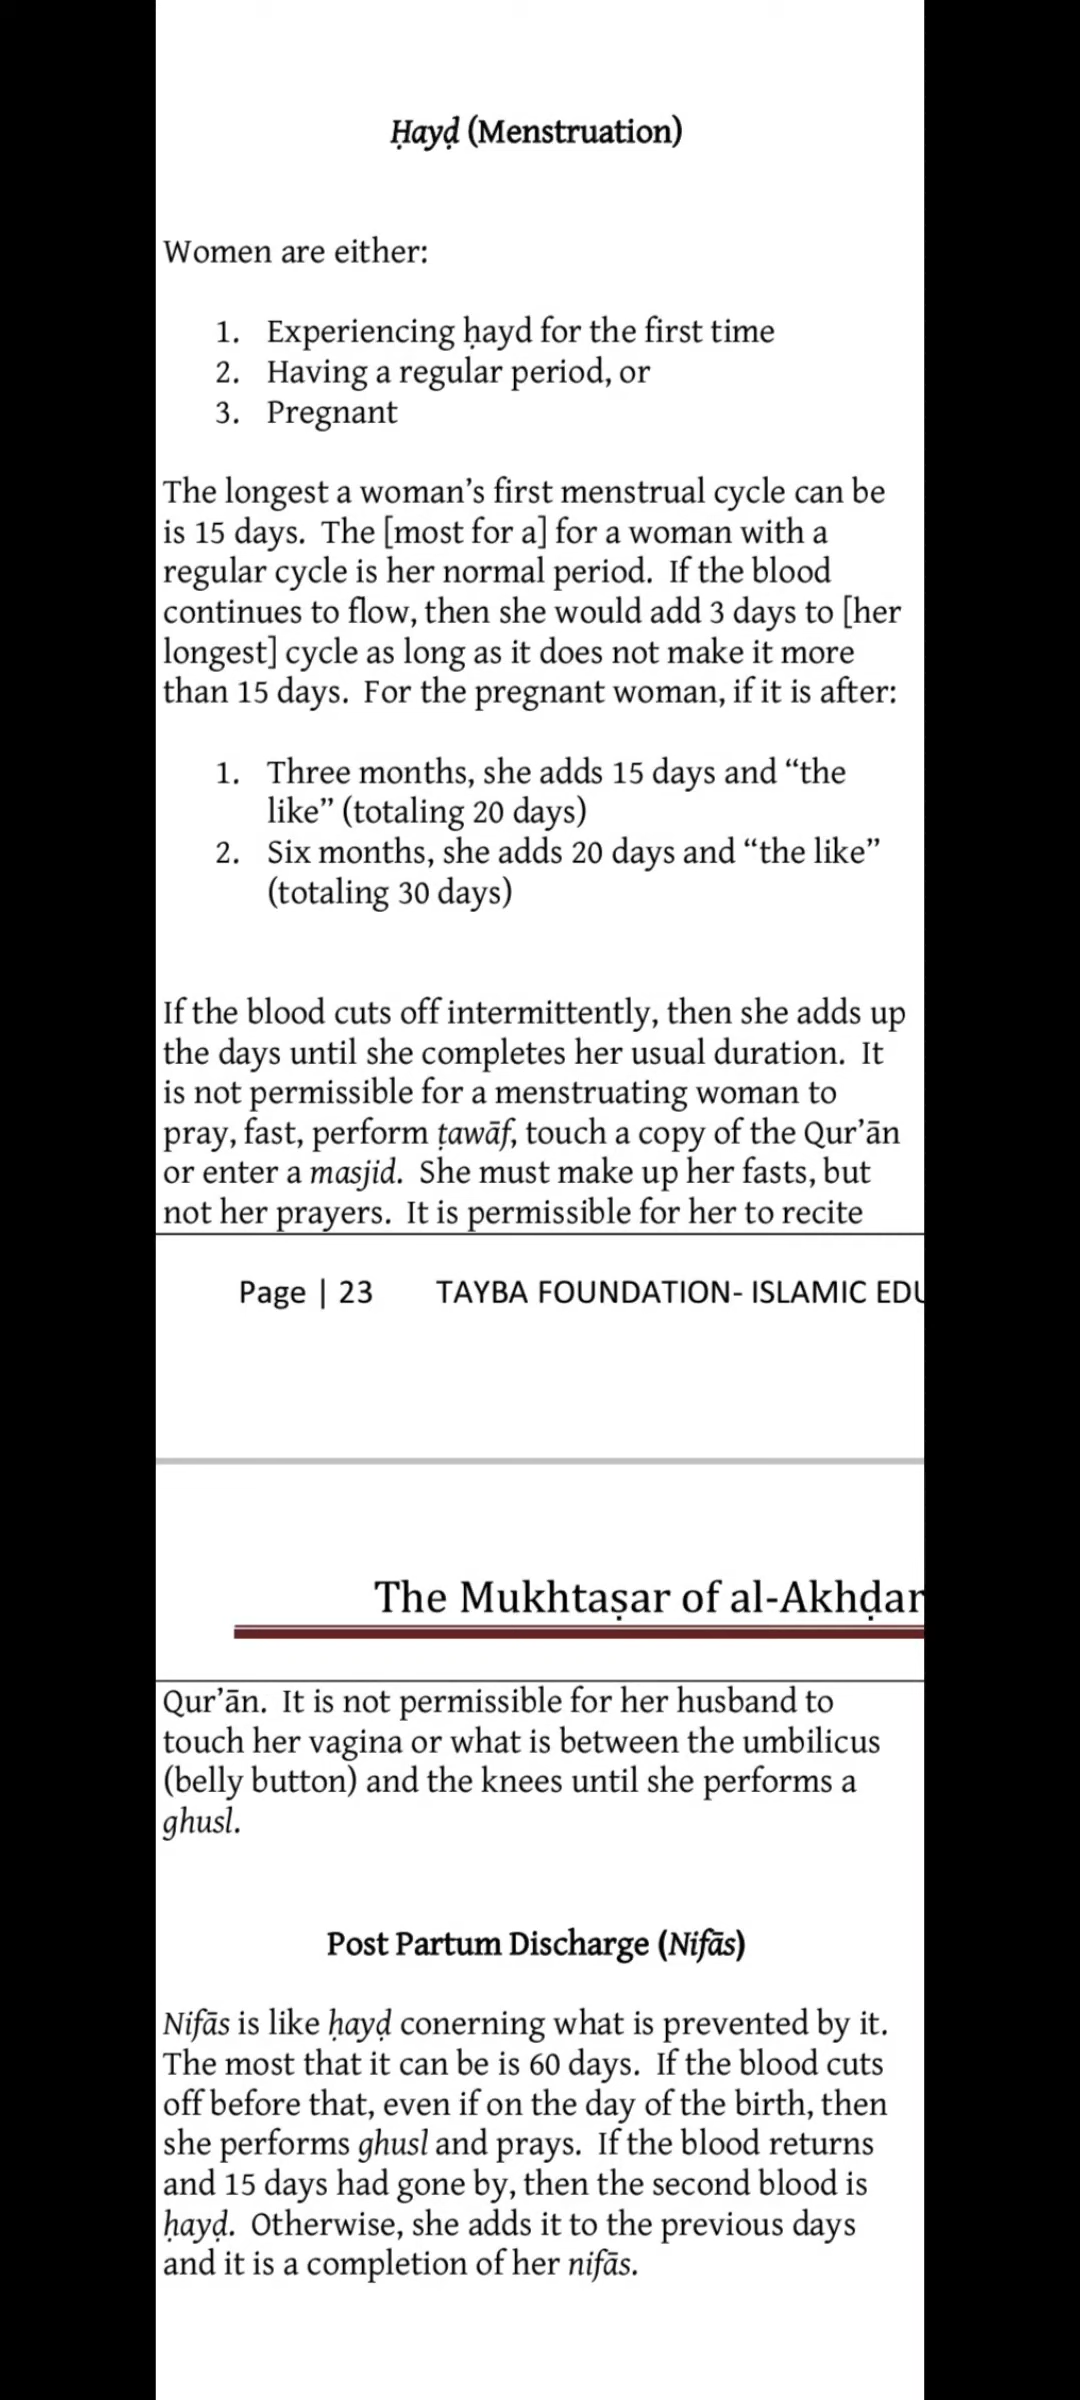 Ḥayḍ (Menstruation)
Women are either:
1. Experiencing ḥayd for the first time
2. Having a regular period, or
3. Pregnant
The longest a woman’s first menstrual cycle can be
is 15 days. The [most for a] for a woman with a
regular cycle is her normal period. If the blood
continues to flow, then she would add 3 days to [her
longest] cycle as long as it does not make it more
than 15 days. For the pregnant woman, if it is after:
1. Three months, she adds 15 days and “the
like” (totaling 20 days)
2. Six months, she adds 20 days and “the like”
(totaling 30 days)
If the blood cuts off intermittently, then she adds up
the days until she completes her usual duration. It
is not permissible for a menstruating woman to
pray, fast, perform ṭawāf, touch a copy of the Qur’ān
or enter a masjid. She must make up her fasts, but
not her prayers. It is permissible for her to recite
Page | 23 TAYBA FOUNDATION- ISLAMIC EDU
The Mukhtaṣar of al-Akhḍar
Qur’ān. It is not permissible for her husband to
touch her vagina or what is between the umbilicus
(belly button) and the knees until she performs a
ghusl.
Post Partum Discharge (Nifās)
Nifās is like ḥayḍ conerning what is prevented by it.
The most that it can be is 60 days. If the blood cuts
off before that, even if on the day of the birth, then
she performs ghusl and prays. If the blood returns
and 15 days had gone by, then the second blood is
ḥayḍ. Otherwise, she adds it to the previous days
and it is a completion of her nifās.